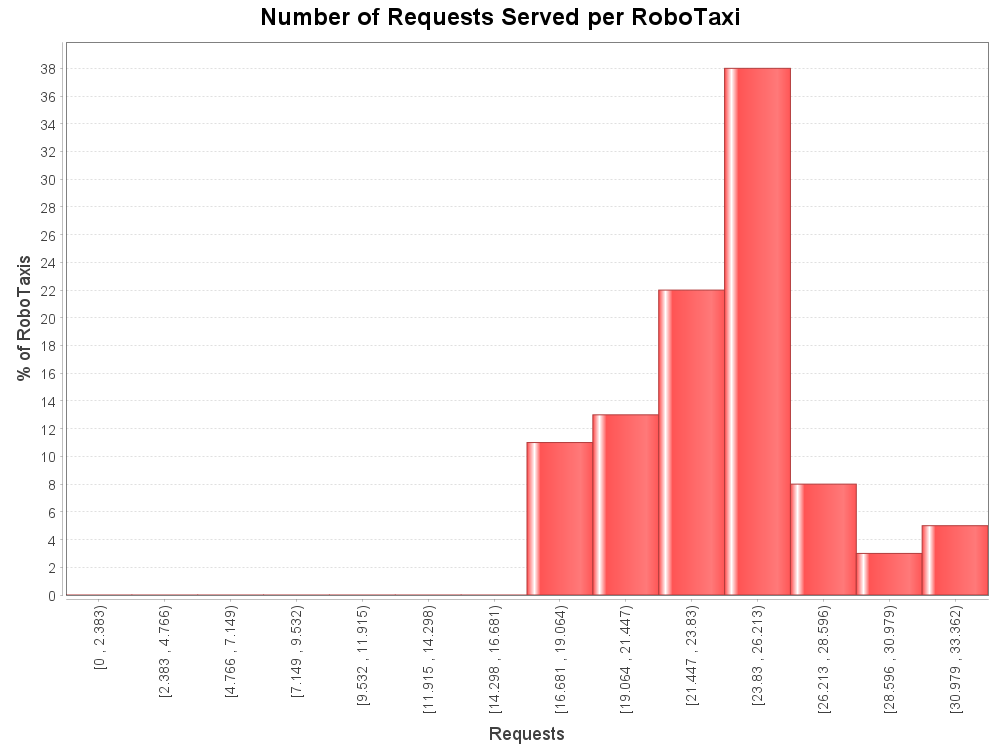 Number of Requests Served per RoboTaxi
% of RoboTaxis
38
36
34
32
30
28
26
24
22
20
18
16
14
12
10
8
6
4
2
0
[0 , 2.383)
[2.383 , 4.766)
[4.766 , 7.149)
[7.149 , 9.532)
[9.532 , 11.915)
[11.915 , 14.298)
[14.298 , 16.681)
[16.681 , 19.064)
[19.064 , 21.447)
[21.447 , 23.83)
[23.83 , 26.213)
[26.213 , 28.596)
[28.596 , 30.979)
[30.979 , 33.362)
Requests